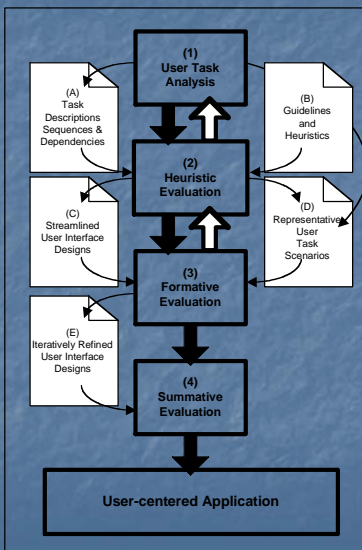 (1)
User Task
Analysis
(A)
Task
Descriptions
Sequences &
Dependencies
(B)
Guidelines
and
Heuristics
(2)
Heuristic
Evaluation
(C)
Streamlined
User Interface
Designs
(D)
Representative
User
Task
Scenarios
(3)
Formative
Evaluation
(E)
Iteratively Refined
User Interface
Designs
(4)
Summative
Evaluation
User-centered Application